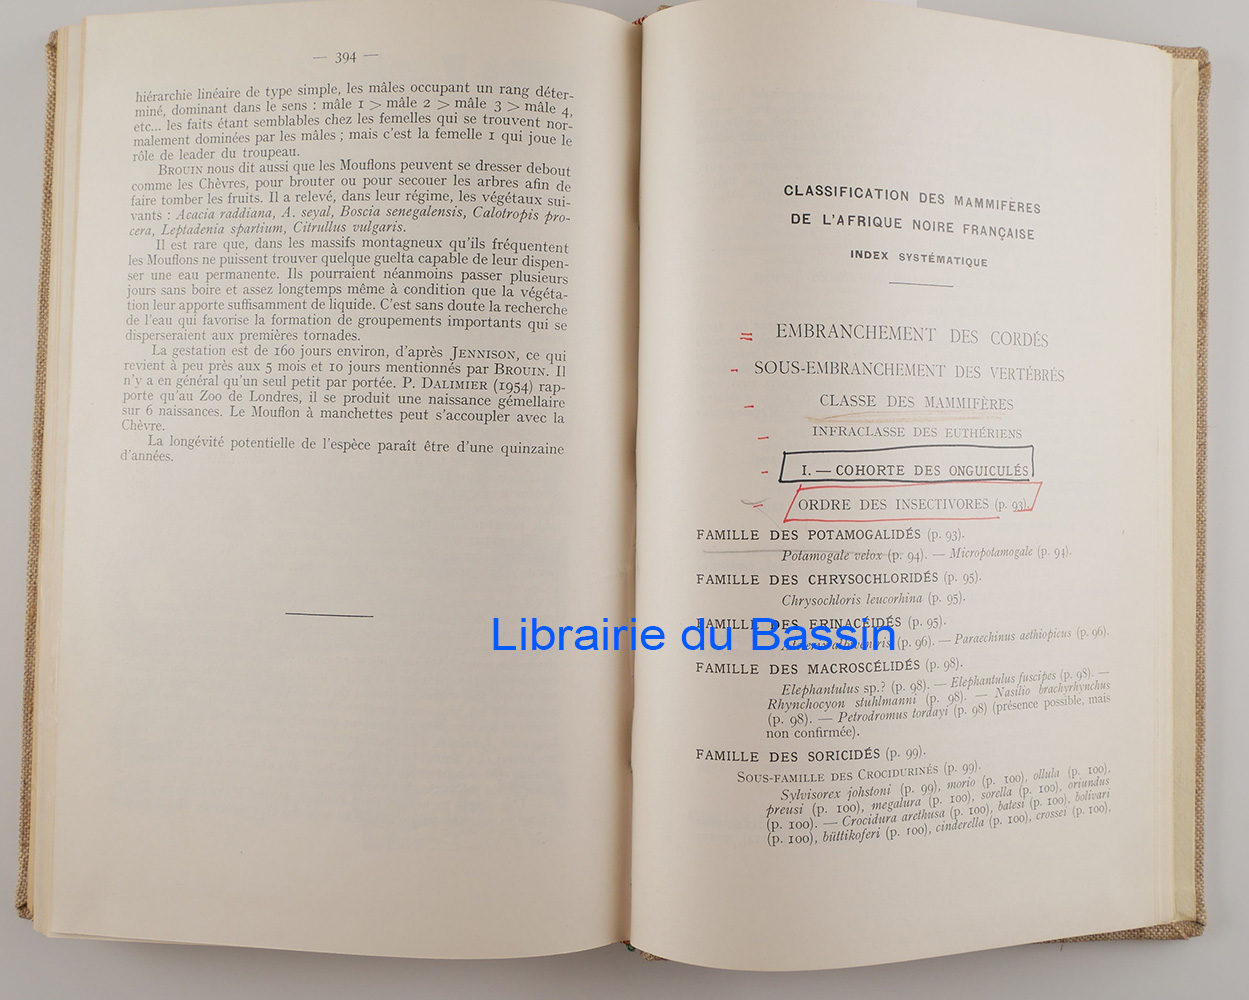 — 394 —
hiérarchie linéaire de type simple, les mâles occupant un rang déter-
miné, dominant dans le sens : mâle 1 > mâle 2 > mâle 3 > mâle 4,
etc... les faits étant semblables chez les femelles qui se trouvent nor-
malement dominées par les mâles ; mais c'est la femelle 1 qui joue le
rôle de leader du troupeau.
BROUIN nous dit aussi que les Mouflons peuvent se dresser debout
comme les Chèvres, pour brouter ou pour secouer les arbres afin de
faire tomber les fruits. Il a relevé, dans leur régime, les végétaux sui-
vants : Acacia raddiana, A. seyal, Boscia senegalensis, Calotropis pro-
cera, Leptadenia spartium, Citrullus vulgaris.
Il est rare que, dans les massifs montagneux qu'ils fréquentent
les Mouflons ne puissent trouver quelque guelta capable de leur dispen-
ser une eau permanente. Ils pourraient néanmoins passer plusieurs
jours sans boire et assez longtemps même à condition que la végéta-
tion leur apporte suffisamment de liquide. C'est sans doute la recherche
de l'eau qui favorise la formation de groupements importants qui se
disperseraient aux premières tornades.
La gestation est de 160 jours environ, d'après JENNISON, ce qui
revient à peu près aux 5 mois et 10 jours mentionnés par BROUIN. Il
n'y a en général qu'un seul petit par portée. P. DALIMIER (1954) rap-
porte qu'au Zoo de Londres, il se produit une naissance gémellaire
sur 6 naissances. Le Mouflon à manchettes peut s'accoupler avec la
Chèvre.
La longévité potentielle de l'espèce paraît être d'une quinzaine
d'années.
CLASSIFICATION DES MAMMIFÈRES
DE L'AFRIQUE NOIRE FRANÇAISE
INDEX SYSTÉMATIQUE
EMBRANCHEMENT DES CORDÉS
SOUS-EMBRANCHEMENT DES VERTÉBRÉS
CLASSE DES MAMMIFÈRES
INFRACLASSE DES EUTHÉRIENS
I. — COHORTE DES ONGUICULÉS
ORDRE DES INSECTIVORES (p. 93).
FAMILLE DES POTAMOGALIDÉS (p. 93).
Potamogale velox (p. 94). — Micropotamogale (p. 94).
FAMILLE DES CHRYSOCHLORIDÉS (p. 95).
Chrysochloris leucorhina (p. 95).
FAMILLE DES ERINACÉIDÉS (p. 95).
(p. 96). — Paraechinus aethiopicus (p. 96).
Librairie du Bassin
FAMILLE DES MACROSCÉLIDÉS (p. 98).
Elephantulus sp.? (p. 98). — Elephantulus fuscipes (p. 98). —
Rhynchocyon stuhlmanni (p. 98). — Nasilio brachyrhynchus
(p. 98). — Petrodromus tordayi (p. 98) (présence possible, mais
non confirmée).
FAMILLE DES SORICIDÉS (p. 99).
SOUS-FAMILLE DES CROCIDURINÉS (p. 99).
Sylvisorex johstoni (p. 99), morio (p. 100), ollula (p. 100),
preusi (p. 100), megalura (p. 100), sorella (p. 100), oriundus
(p. 100). — Crocidura arethusa (p. 100), batesi (p. 100), bolivari
(p. 100), büttikoferi (p. 100), cinderella (p. 100), crossei (p. 100),